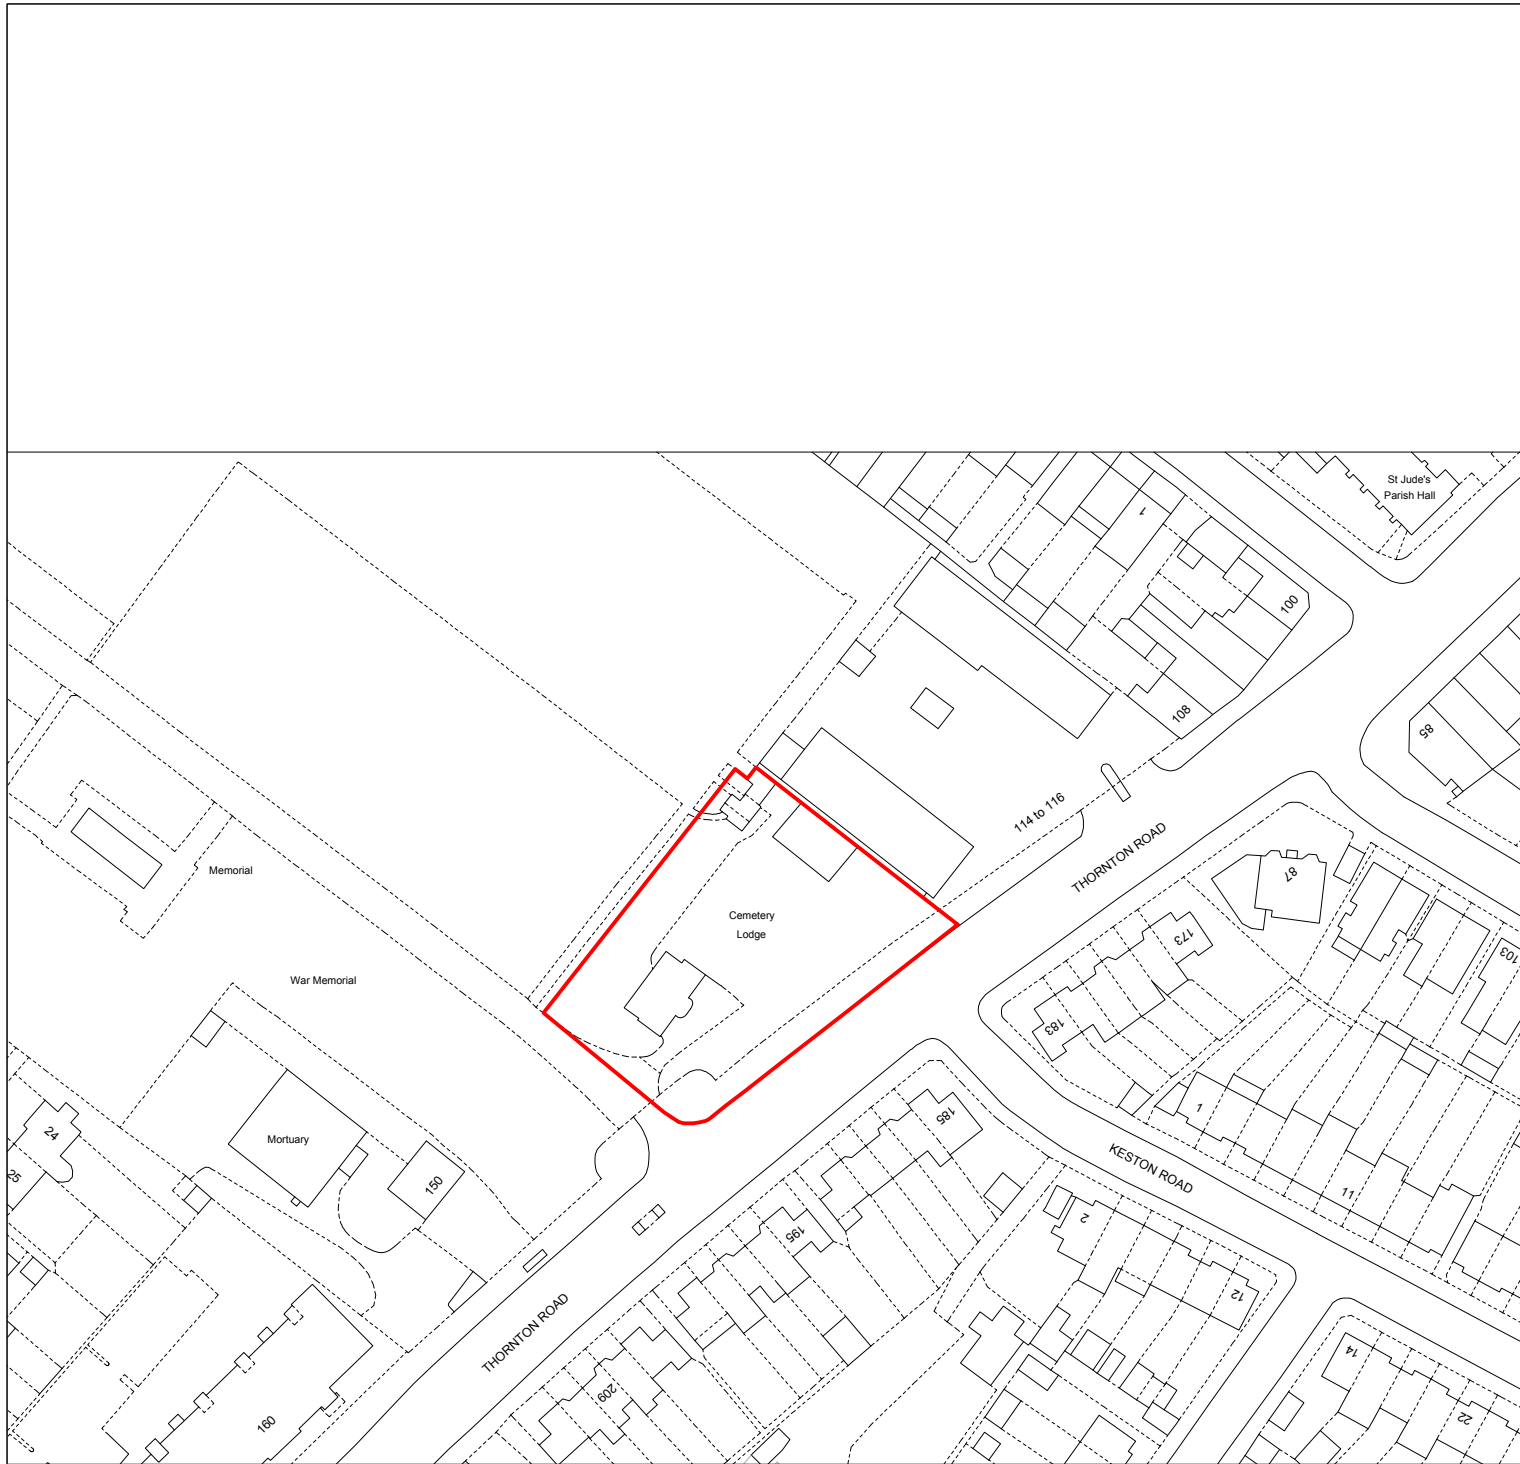 St Jude's
Parish Hall
1
100
108
85
114 to 116
THORNTON ROAD
87
Memorial
Cemetery
Lodge
173
103
War Memorial
183
1
185
24
Mortuary
KESTON ROAD
25
150
11
2
195
12
THORNTON ROAD
14
209
22
160